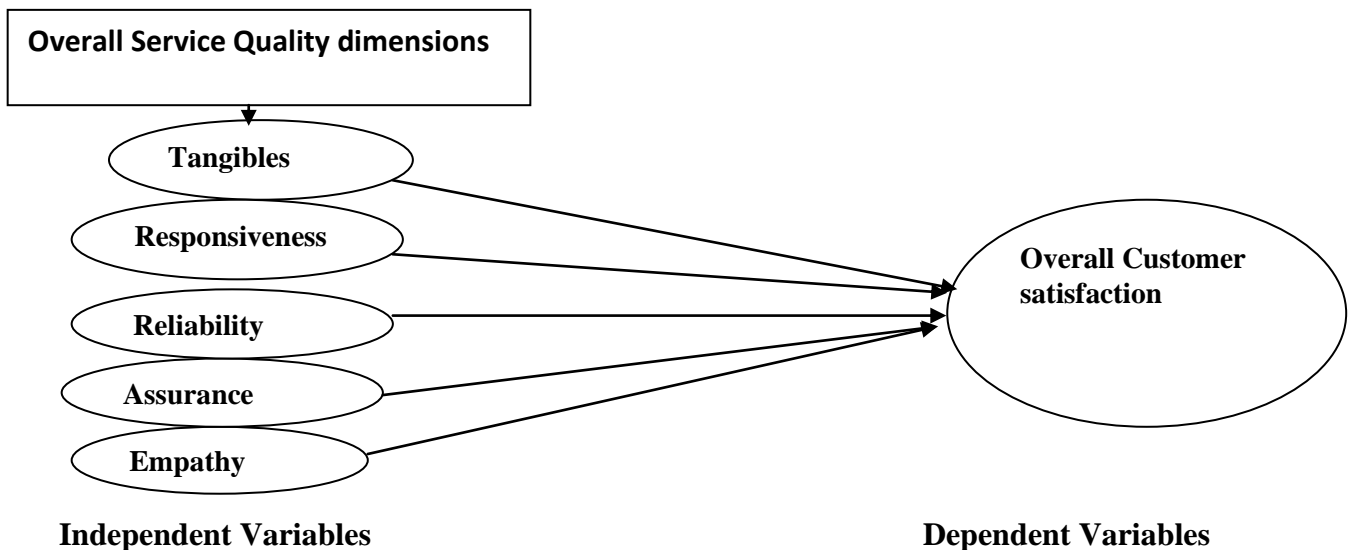 Overall Service Quality dimensions
Tangibles
Responsiveness
Reliability
Assurance
Empathy
Overall Customer
satisfaction
Independent Variables
Dependent Variables